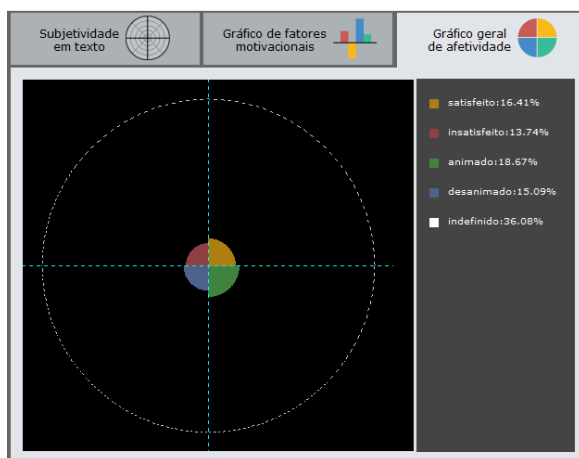 Subjetividade
em texto
Gráfico de fatores
motivacionais
Gráfico geral
de afetividade
satisfeito:16.41%
insatisfeito:13.74%
animado:18.67%
desanimado:15.09%
indefinido:36.08%